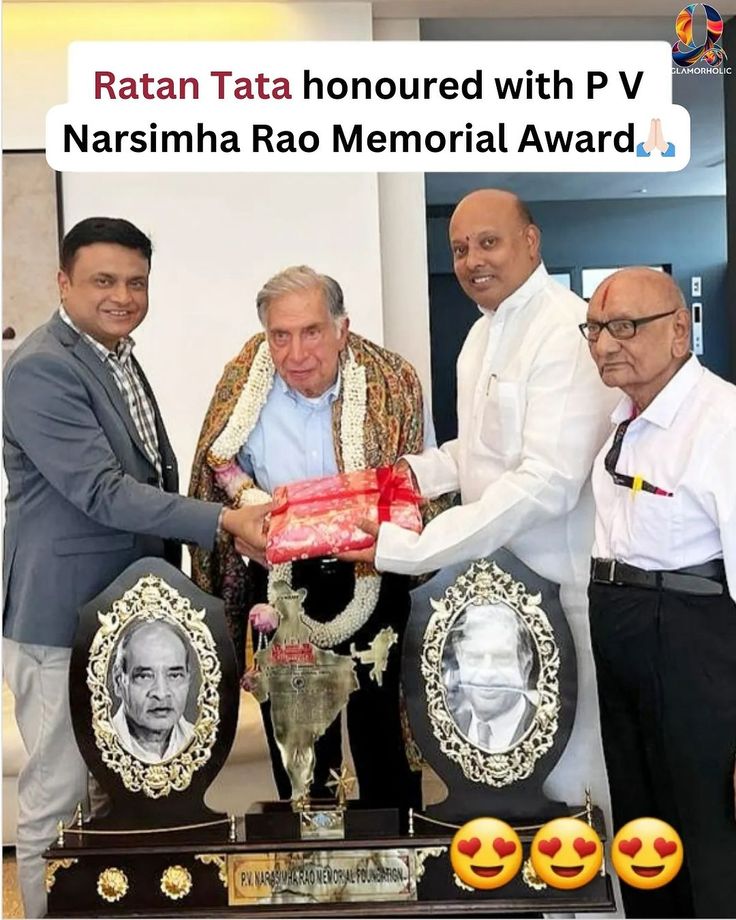 GLAMORHOLIC
Ratan Tata honoured with P V
Narsimha Rao Memorial Award🙏🏻
P.V. NARASIMHA RAO MEMORIAL FOUNDATION